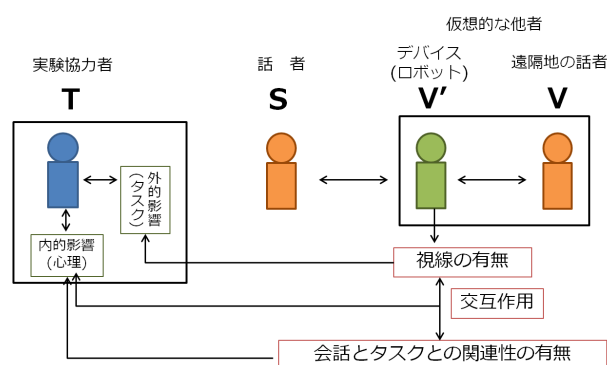 仮想的な他者
実験協力者
話 者
デバイス
(ロボット)
遠隔地の話者
T
S
V’
V
外的影響
(タスク)
内的影響
(心理)
視線の有無
交互作用
会話とタスクとの関連性の有無